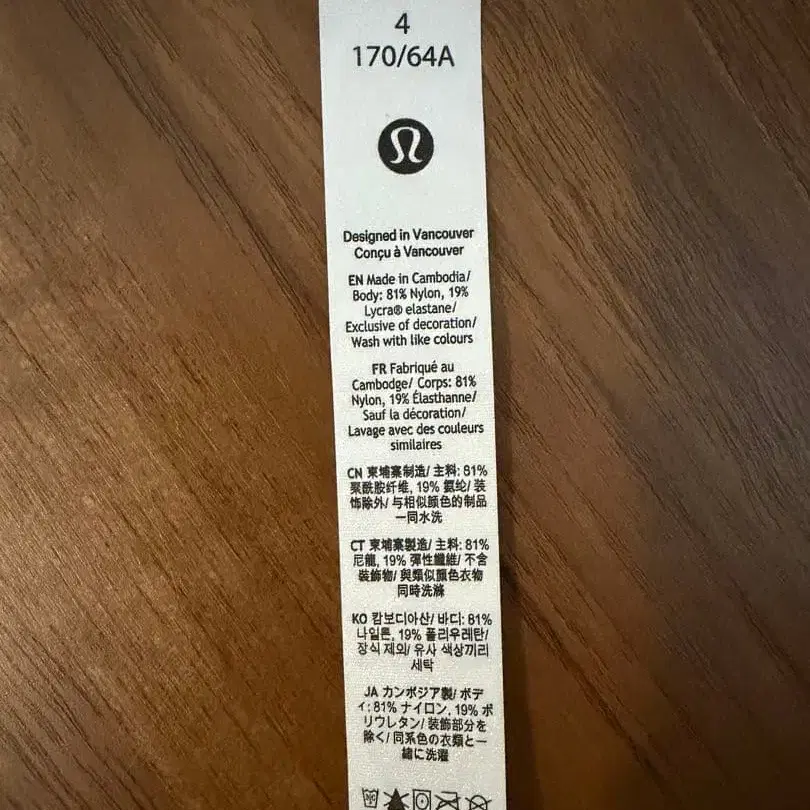 4
170/64A
Designed in Vancouver
Conçu à Vancouver
EN Made in Cambodia/
Body: 81% Nylon, 19%
Lycra® elastane/
Exclusive of decoration/
Wash with like colours
FR Fabriqué au
Cambodge/ Corps: 81%
Nylon, 19% Élasthanne/
Sauf la décoration/
Lavage avec des couleurs
similaires
CN 柬埔寨制造/ 主料: 81%
聚酰胺纤维, 19% 氨纶/ 装
饰除外/ 与相似颜色的制品
一同水洗
CT 柬埔寨製造/ 主料: 81%
尼龍, 19% 彈性纖維/ 不含
裝飾物/ 與類似顏色衣物
同時洗滌
KO 캄보디아산/ 바디: 81%
나일론, 19% 폴리우레탄/
장식 제외/ 유사 색상끼리
세탁
JA カンボジア製/ ボデ
ィ: 81% ナイロン, 19% ポ
リウレタン/ 装飾部分を
除く/ 同系色の衣類と一
緒に洗濯